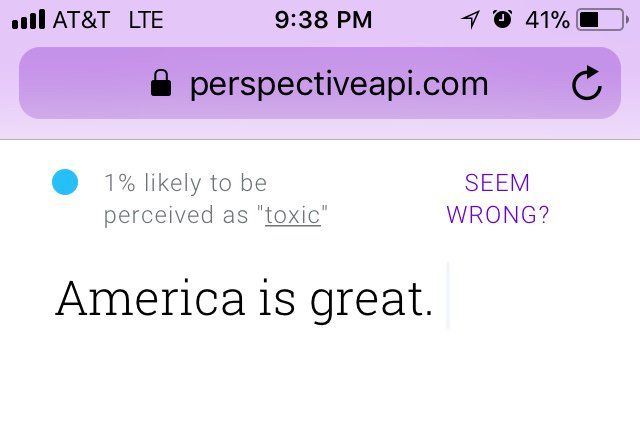 AT&T LTE 9:38 PM 41%
perspectiveapi.com
1% likely to be
perceived as "toxic"
SEEM
WRONG?
America is great.